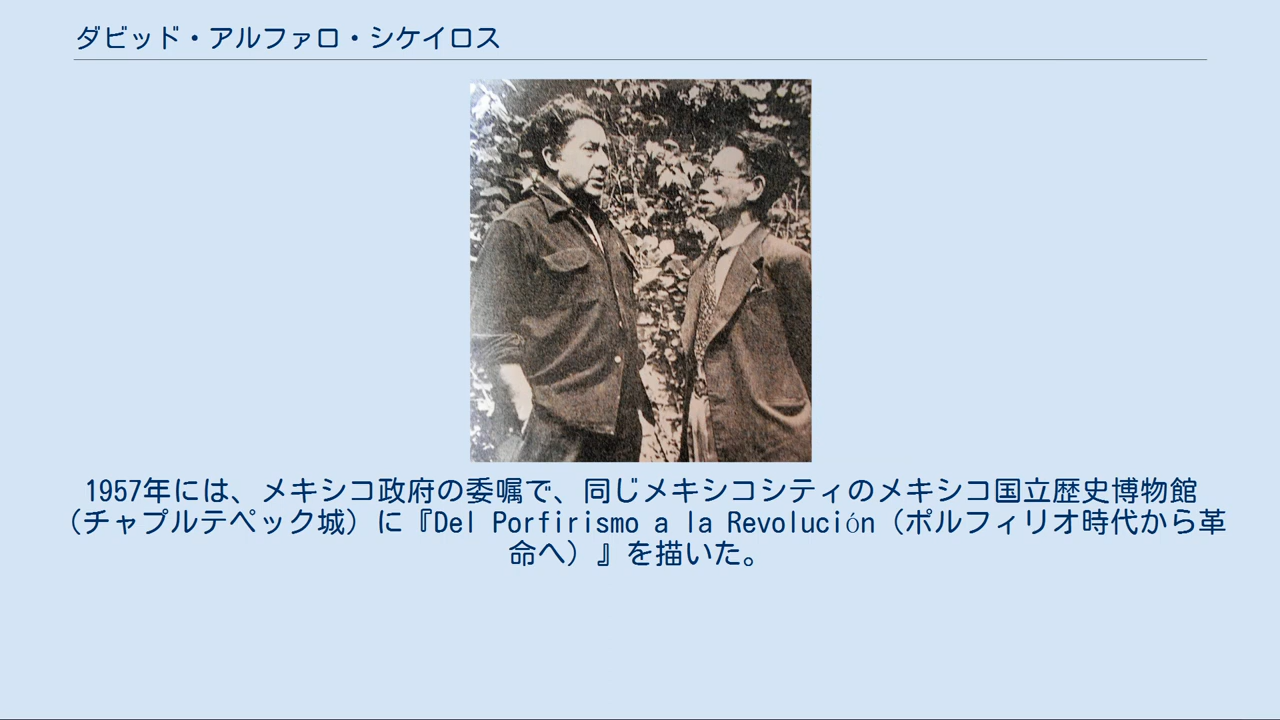 ダビッド・アルファロ・シケイロス
1957年には、メキシコ政府の委嘱で、同じメキシコシティのメキシコ国立歴史博物館
（チャプルテペック城）に『Del Porfirismo a la Revolución（ポルフィリオ時代から革
命へ）』を描いた。